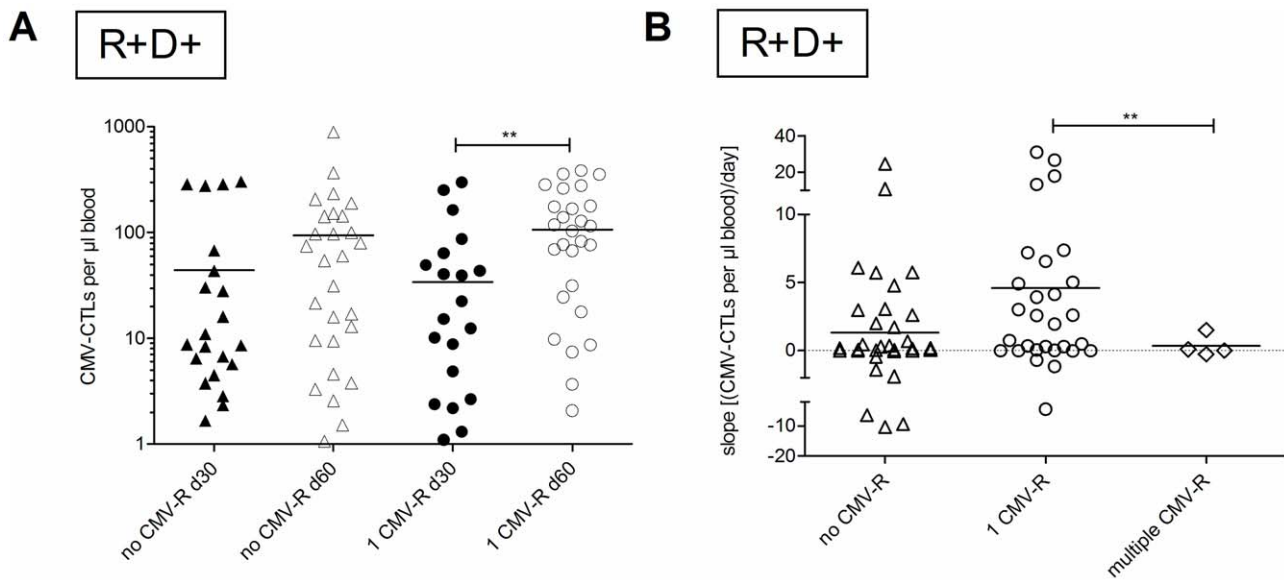 A
R+D+
CMV-CTLs per µl blood
1000
100
10
1
**
no CMV-R d30
no CMV-R d60
1 CMV-R d30
1 CMV-R d60
B
R+D+
slope [(CMV-CTLs per µl blood)/day]
40
20
10
5
0
-10
-20
**
no CMV-R
1 CMV-R
multiple CMV-R